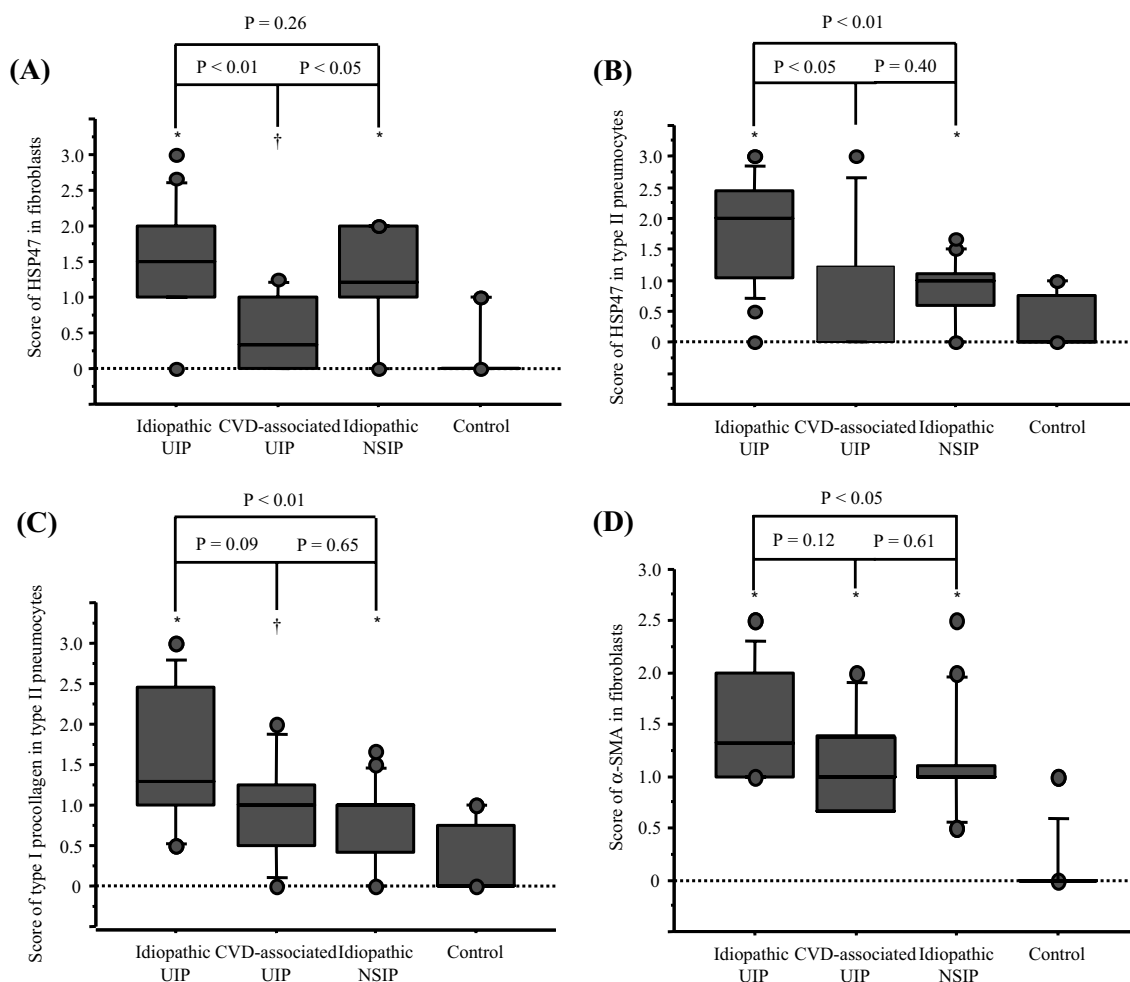 (A)
P = 0.26
P < 0.01 P < 0.05
* † *
Score of HSP47 in fibroblasts
3.0
2.5
2.0
1.5
1.0
0.5
0
Idiopathic UIP
CVD-associated UIP
Idiopathic NSIP
Control
(B)
P < 0.01
P < 0.05 P = 0.40
* *
Score of HSP47 in type II pneumocytes
3.0
2.5
2.0
1.5
1.0
0.5
0
Idiopathic UIP
CVD-associated UIP
Idiopathic NSIP
Control
(C)
P < 0.01
P = 0.09 P = 0.65
* † *
Score of type I procollagen in type II pneumocytes
3.0
2.5
2.0
1.5
1.0
0.5
0
Idiopathic UIP
CVD-associated UIP
Idiopathic NSIP
Control
(D)
P < 0.05
P = 0.12 P = 0.61
* * *
Score of α-SMA in fibroblasts
3.0
2.5
2.0
1.5
1.0
0.5
0
Idiopathic UIP
CVD-associated UIP
Idiopathic NSIP
Control